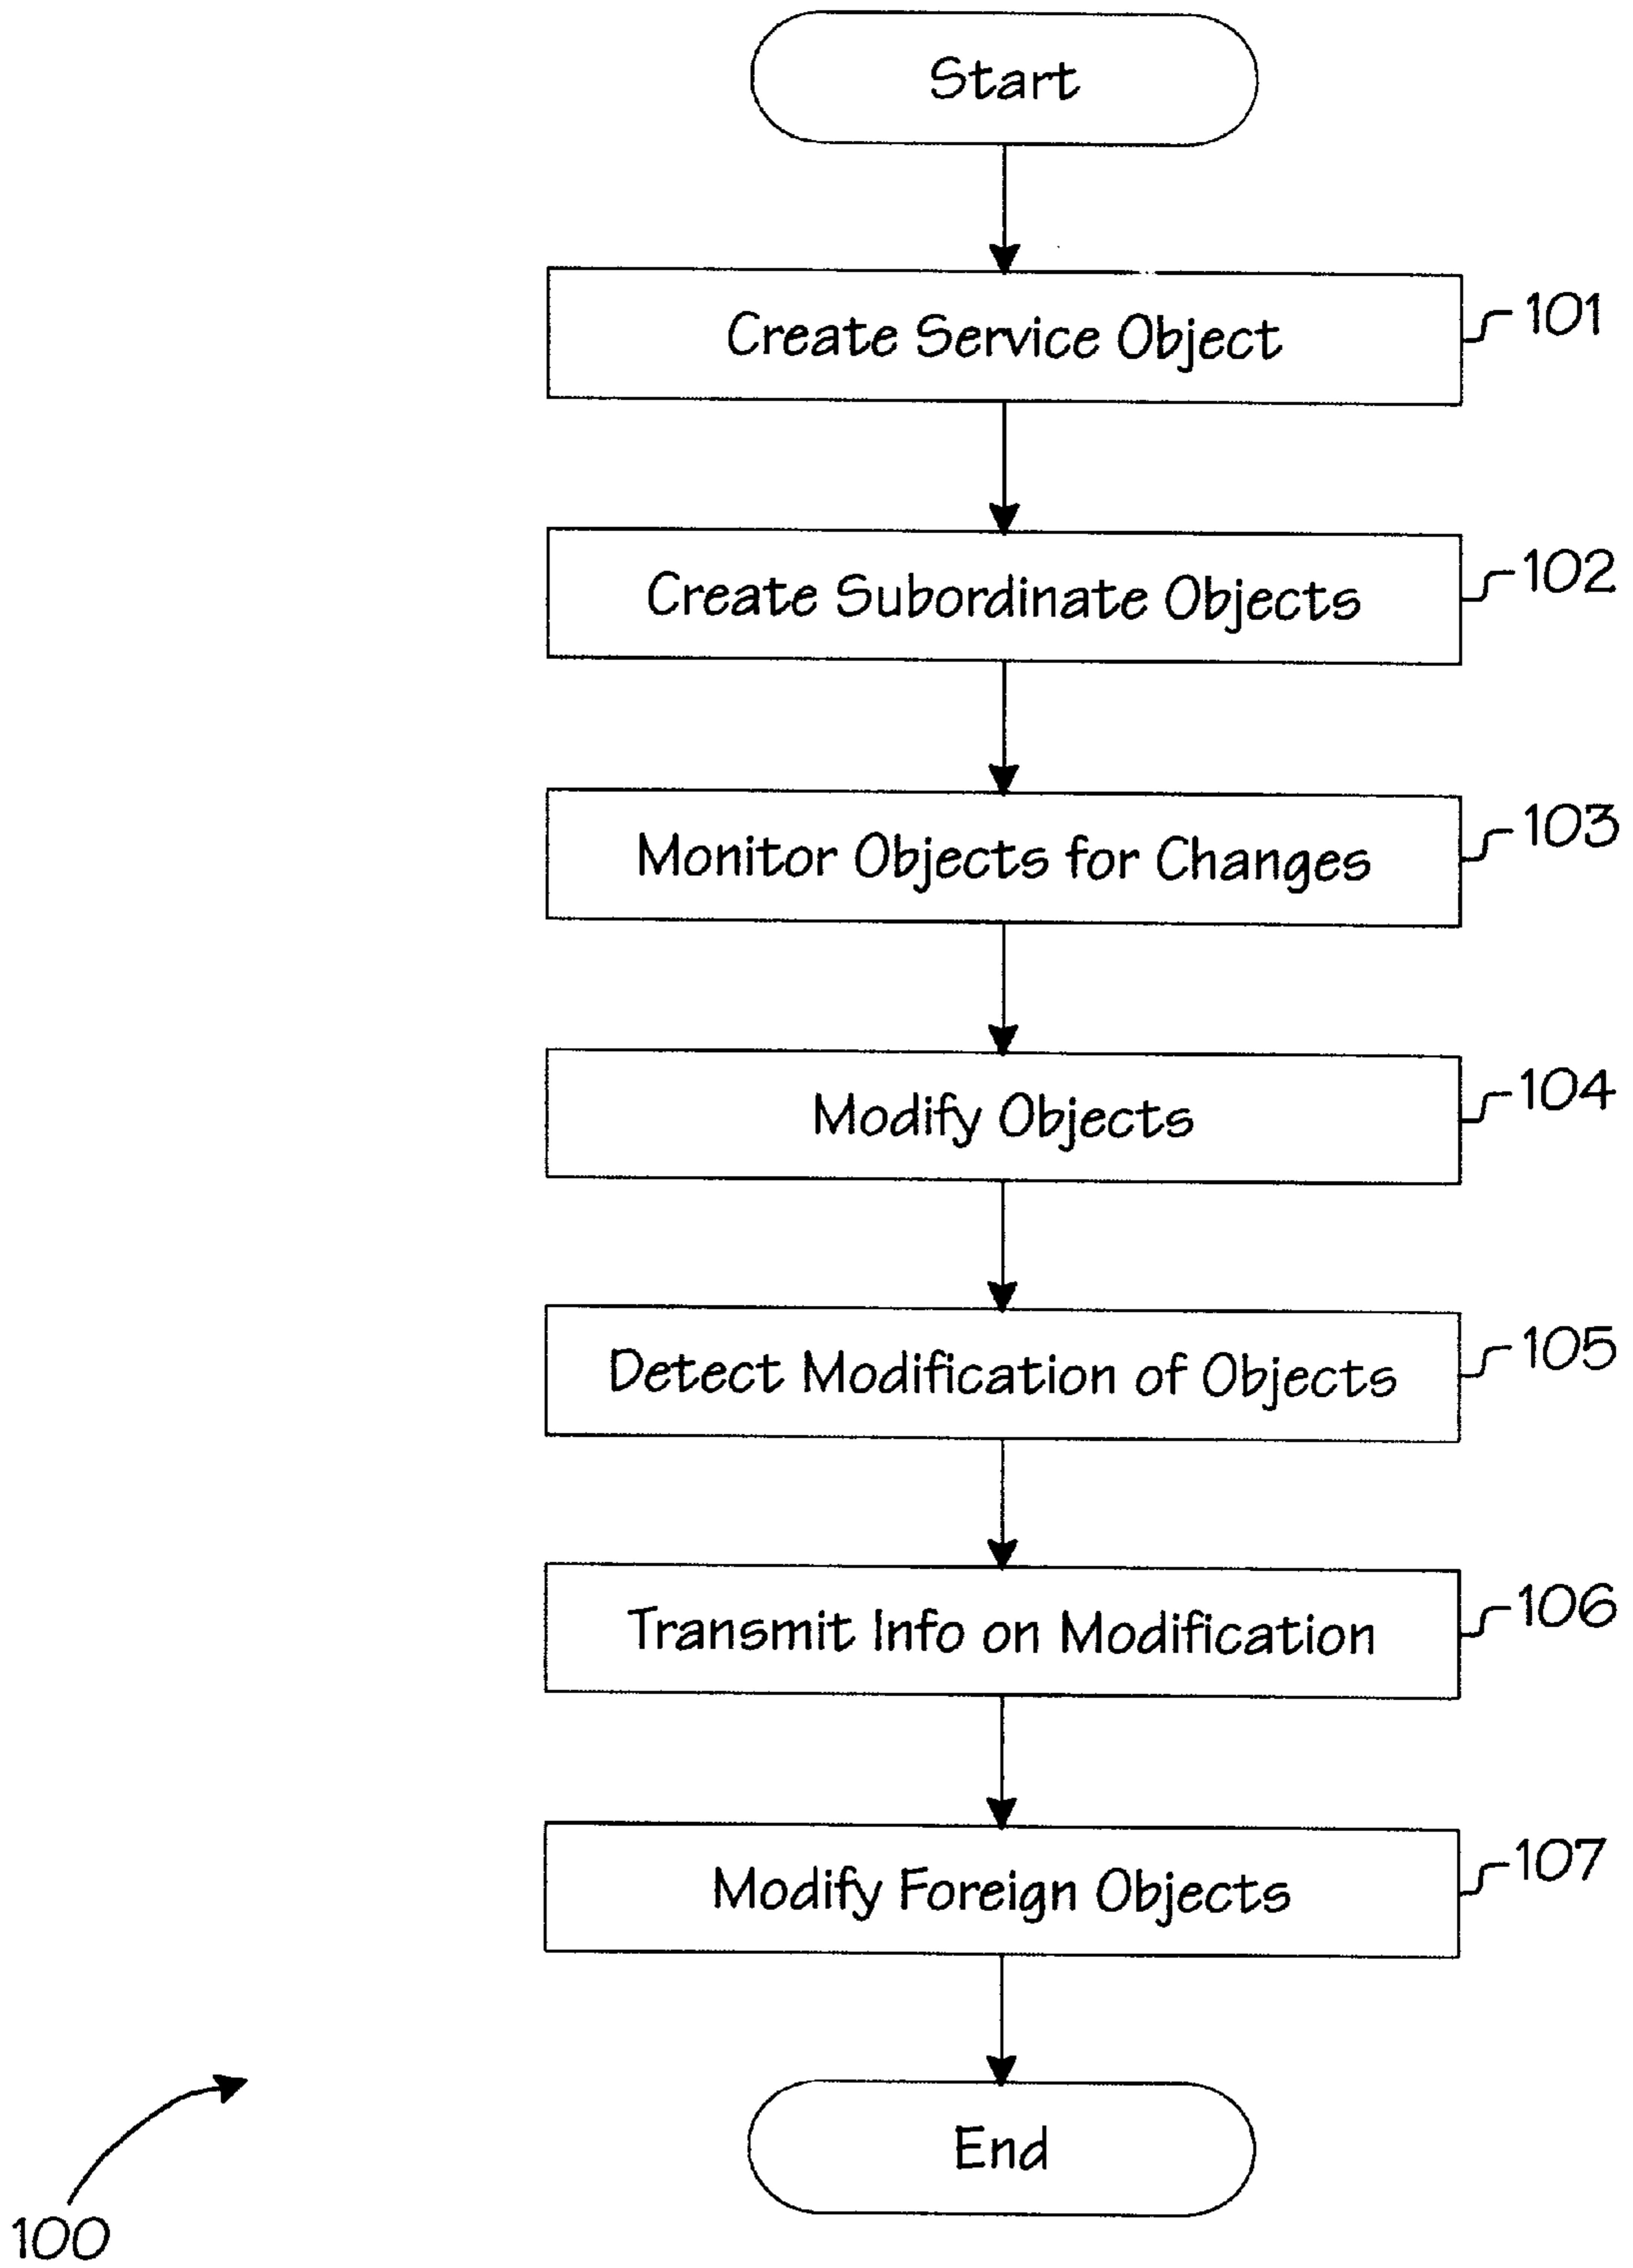 Start
Create Service Object
101
Create Subordinate Objects
102
Monitor Objects for Changes
103
Modify Objects
104
Detect Modification of Objects
105
Transmit Info on Modification
106
Modify Foreign Objects
107
End
100